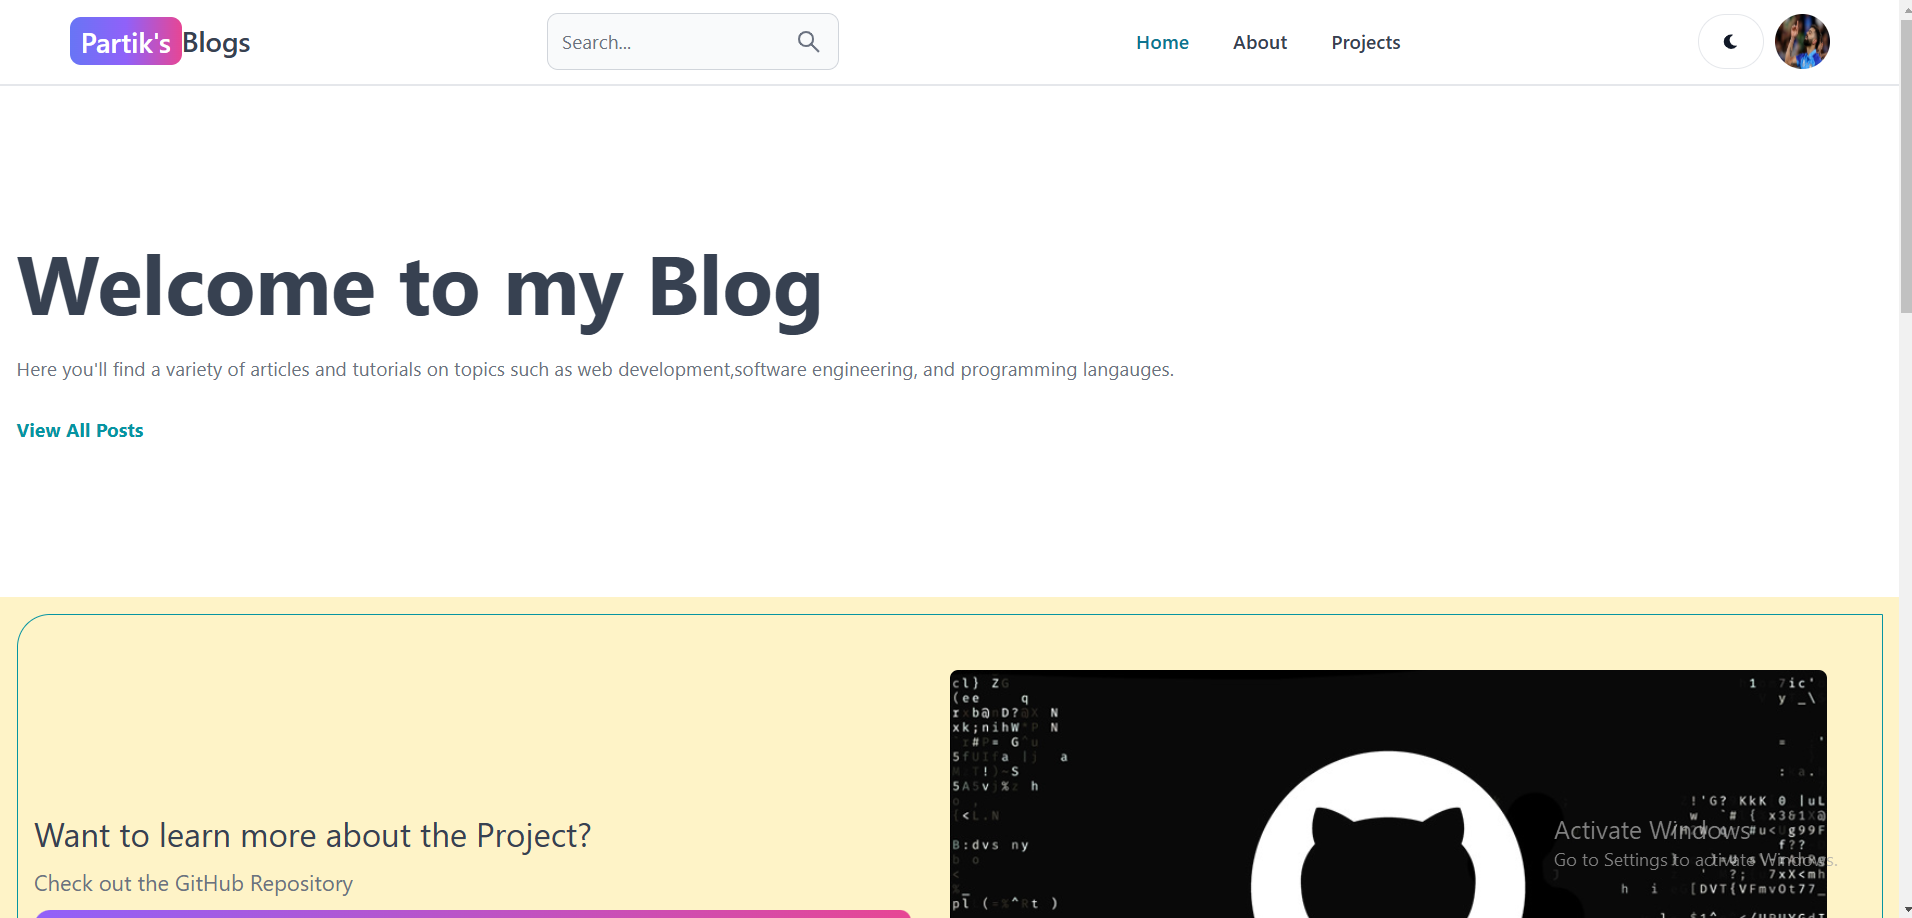 Partik's Blogs
Search...
Home
About
Projects
Welcome to my Blog
Here you'll find a variety of articles and tutorials on topics such as web development,software engineering, and programming langauges.
View All Posts
Want to learn more about the Project?
Check out the GitHub Repository
Activate Windows
Go to Settings to activate Windows.